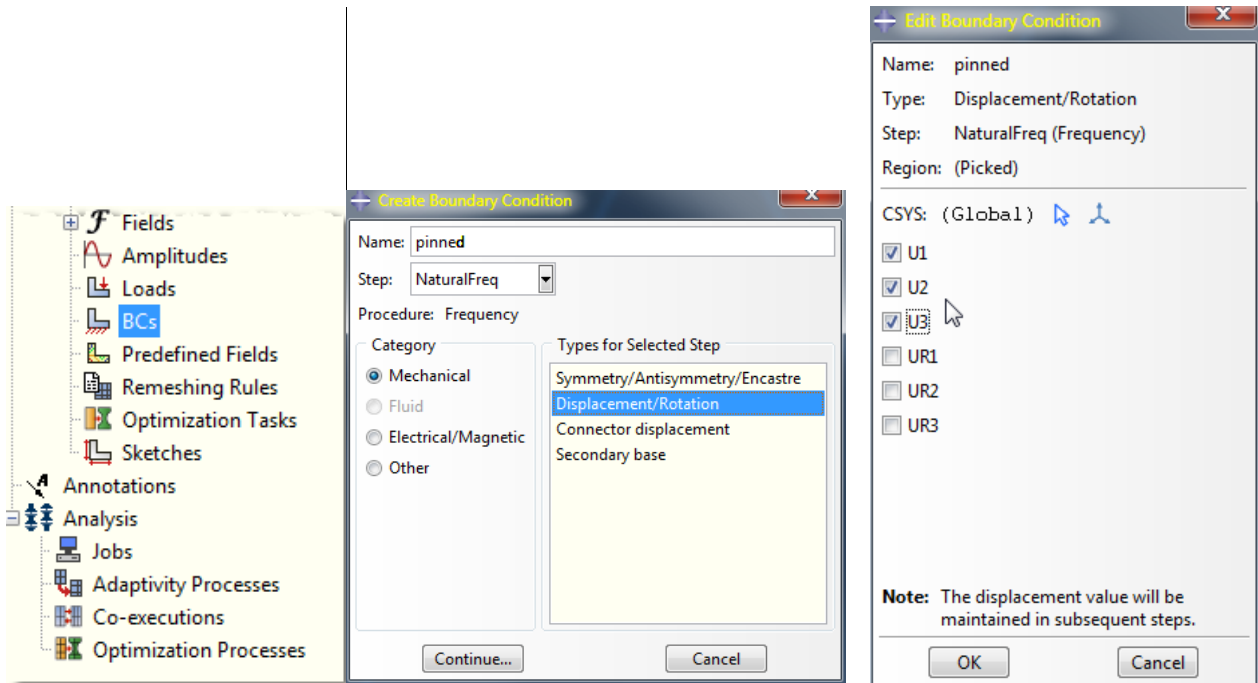 Fields
Amplitudes
Loads
BCs
Predefined Fields
Remeshing Rules
Optimization Tasks
Sketches
Annotations
Analysis
Jobs
Adaptivity Processes
Co-executions
Optimization Processes
Create Boundary Condition
Name: pinned
Step: NaturalFreq
Procedure: Frequency
Category
Mechanical
Fluid
Electrical/Magnetic
Other
Types for Selected Step
Symmetry/Antisymmetry/Encastre
Displacement/Rotation
Connector displacement
Secondary base
Continue...
Cancel
Edit Boundary Condition
Name: pinned
Type: Displacement/Rotation
Step: NaturalFreq (Frequency)
Region: (Picked)
CSYS: (Global)
U1
U2
U3
UR1
UR2
UR3
Note: The displacement value will be
maintained in subsequent steps.
OK
Cancel